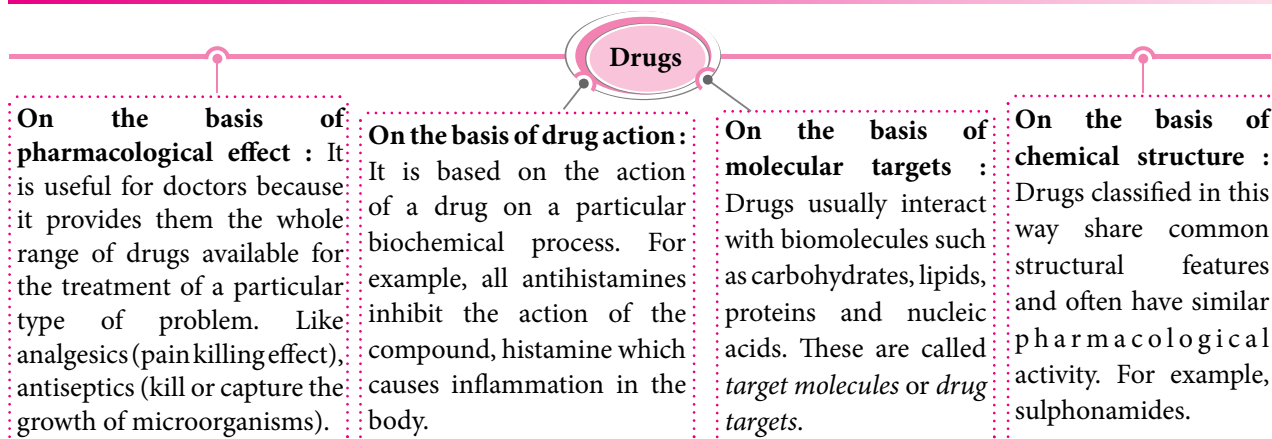 Drugs
On the basis of
pharmacological effect : It
is useful for doctors because
it provides them the whole
range of drugs available for
the treatment of a particular
type of problem. Like
analgesics (pain killing effect),
antiseptics (kill or capture the
growth of microorganisms).
On the basis of drug action :
It is based on the action
of a drug on a particular
biochemical process. For
example, all antihistamines
inhibit the action of the
compound, histamine which
causes inflammation in the
body.
On the basis of
molecular targets :
Drugs usually interact
with biomolecules such
as carbohydrates, lipids,
proteins and nucleic
acids. These are called
target molecules or drug
targets.
On the basis of
chemical structure :
Drugs classified in this
way share common
structural features
and often have similar
pharmacological
activity. For example,
sulphonamides.